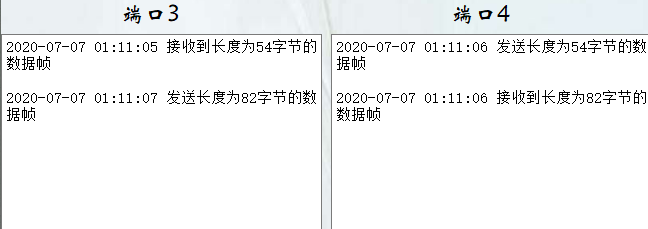 端口3
2020-07-07 01:11:05 接收到长度为54字节的
数据帧
2020-07-07 01:11:07 发送长度为82字节的数
据帧
端口4
2020-07-07 01:11:06 发送长度为54字节的数
据帧
2020-07-07 01:11:06 接收到长度为82字节的
数据帧